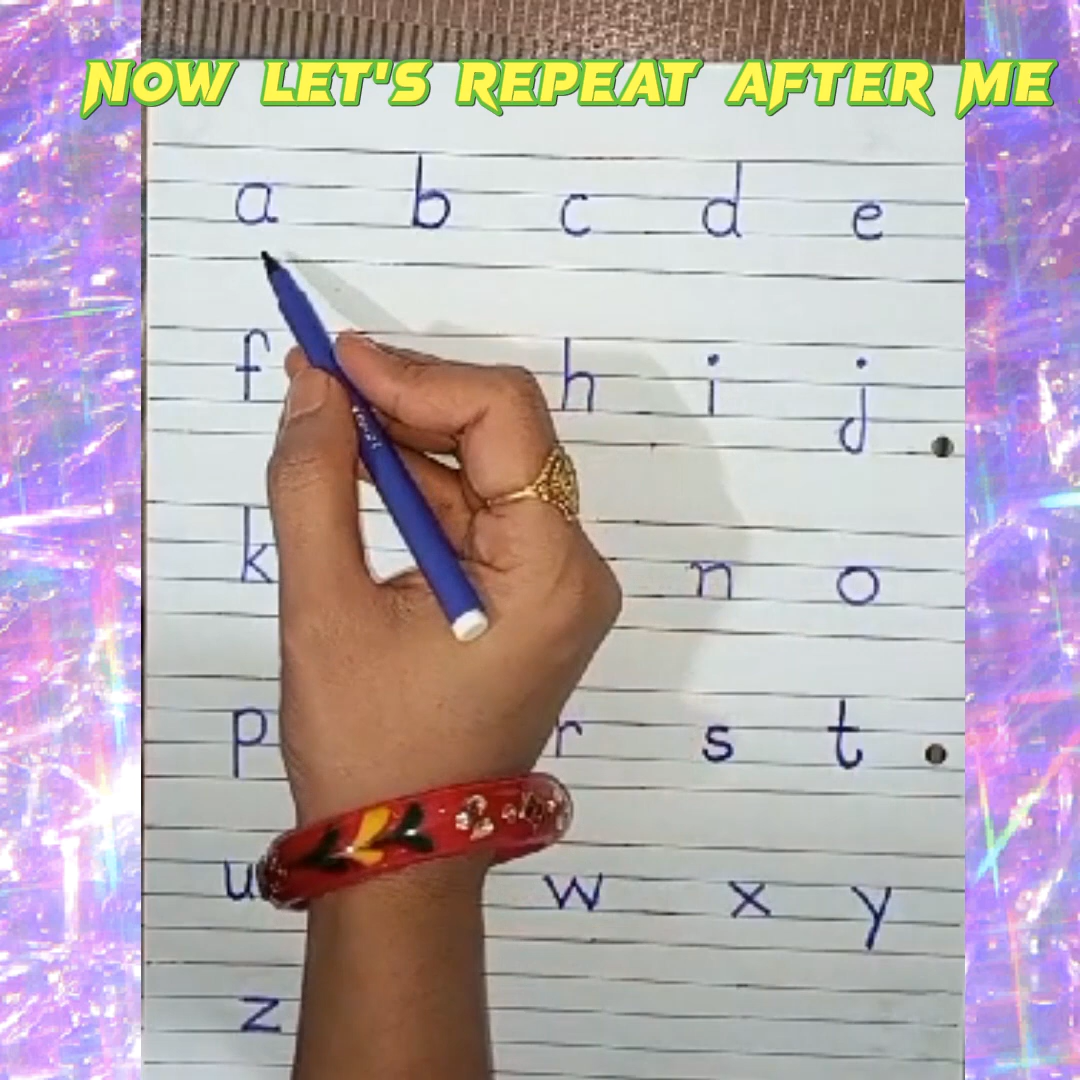 NOW LET'S REPEAT AFTER ME
a b c d e
f h i j
k n o
p r s t
u w x y
z